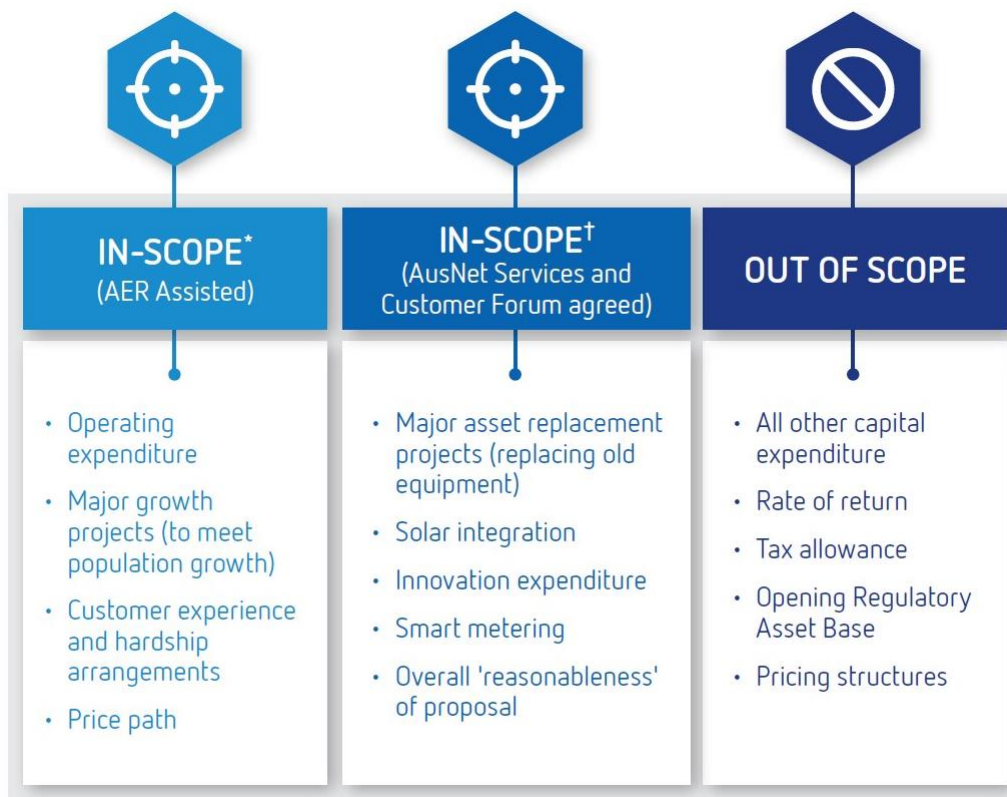 IN-SCOPE*
(AER Assisted)
• Operating
expenditure
• Major growth
projects (to meet
population growth)
• Customer experience
and hardship
arrangements
• Price path
IN-SCOPE†
(AusNet Services and
Customer Forum agreed)
• Major asset replacement
projects (replacing old
equipment)
• Solar integration
• Innovation expenditure
• Smart metering
• Overall 'reasonableness'
of proposal
OUT OF SCOPE
• All other capital
expenditure
• Rate of return
• Tax allowance
• Opening Regulatory
Asset Base
• Pricing structures